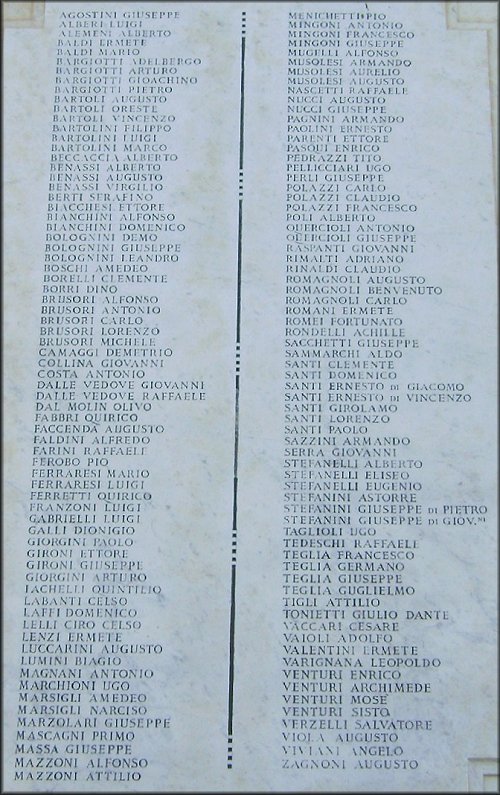 AGOSTINI GIUSEPPE
ALBERI LUIGI
ALEMENI ALBERTO
BALDI ERMETE
BALDI MARIO
BARGIOTTI ADELBERGO
BARGIOTTI ARTURO
BARGIOTTI GIOACHINO
BARGIOTTI PIETRO
BARTOLI AUGUSTO
BARTOLI ORESTE
BARTOLI VINCENZO
BARTOLINI FILIPPO
BARTOLINI LUIGI
BARTOLINI MARCO
BECCACCIA ALBERTO
BENASSI ALBERTO
BENASSI AUGUSTO
BENASSI VIRGILIO
BERTI SERAFINO
BIACCHESI ETTORE
BIANCHINI ALFONSO
BIANCHINI DOMENICO
BOLOGNINI DEMO
BOLOGNINI GIUSEPPE
BOLOGNINI LEANDRO
BOSCHI AMEDEO
BORELLI CLEMENTE
BORRI DINO
BRUSORI ALFONSO
BRUSORI ANTONIO
BRUSORI CARLO
BRUSORI LORENZO
BRUSORI MICHELE
CAMAGGI DEMETRIO
COLLINA GIOVANNI
COSTA ANTONIO
DALLE VEDOVE GIOVANNI
DALLE VEDOVE RAFFAELE
DAL MOLIN OLIVO
FABBRI QUIRICO
FACCENDA AUGUSTO
FALDINI ALFREDO
FARINI RAFFAELE
FEROBO PIO
FERRARESI MARIO
FERRARESI LUIGI
FERRETTI QUIRICO
FRANZONI LUIGI
GABRIELLI LUIGI
GALLI DIONIGIO
GIORGINI PAOLO
GIRONI ETTORE
GIRONI GIUSEPPE
GIORGINI ARTURO
IACHELLI QUINTILIO
LABANTI CELSO
LAFFI DOMENICO
LELLI CIRO CELSO
LENZI ERMETE
LUCCARINI AUGUSTO
LUMINI BIAGIO
MAGNANI ANTONIO
MARCHIONI UGO
MARSIGLI AMEDEO
MARSIGLI NARCISO
MARZOLARI GIUSEPPE
MASCAGNI PRIMO
MASSA GIUSEPPE
MAZZONI ALFONSO
MAZZONI ATTILIO
MENICHETTI PIO
MINGONI ANTONIO
MINGONI FRANCESCO
MINGONI GIUSEPPE
MUGELLI ALFONSO
MUSOLESI ARMANDO
MUSOLESI AURELIO
MUSOLESI AUGUSTO
NASCETTI RAFFAELE
NUCCI AUGUSTO
NUCCI GIUSEPPE
PAGNINI ARMANDO
PAOLINI ERNESTO
PARENTI ETTORE
PASQUI ENRICO
PEDRAZZI TITO
PELLICCIARI UGO
PERLI GIUSEPPE
POLAZZI CARLO
POLAZZI CLAUDIO
POLAZZI FRANCESCO
POLI ALBERTO
QUERCIOLI ANTONIO
QUERCIOLI GIUSEPPE
RASPANTI GIOVANNI
RIMALTI ADRIANO
RINALDI CLAUDIO
ROMAGNOLI AUGUSTO
ROMAGNOLI BENVENUTO
ROMAGNOLI CARLO
ROMANI ERMETE
ROMEI FORTUNATO
RONDELLI ACHILLE
SACCHETTI GIUSEPPE
SAMMARCHI ALDO
SANTI CLEMENTE
SANTI DOMENICO
SANTI ERNESTO DI GIACOMO
SANTI ERNESTO DI VINCENZO
SANTI GIROLAMO
SANTI LORENZO
SANTI PAOLO
SAZZINI ARMANDO
SERRA GIOVANNI
STEFANELLI ALBERTO
STEFANELLI ELISEO
STEFANELLI EUGENIO
STEFANINI ASTORRE
STEFANINI GIUSEPPE DI PIETRO
STEFANINI GIUSEPPE DI GIOV.NI
TAGLIOLI UGO
TEDESCHI RAFFAELE
TEGLIA FRANCESCO
TEGLIA GERMANO
TEGLIA GIUSEPPE
TEGLIA GUGLIELMO
TIGLI ATTILIO
TONIETTI GIULIO DANTE
VACCARI CESARE
VAIOLI ADOLFO
VALENTINI ERMETE
VARIGNANA LEOPOLDO
VENTURI ENRICO
VENTURI ARCHIMEDE
VENTURI MOSÈ
VENTURI SISTO
VERZELLI SALVATORE
VIOLA AUGUSTO
VIVIANI ANGELO
ZAGNONI AUGUSTO